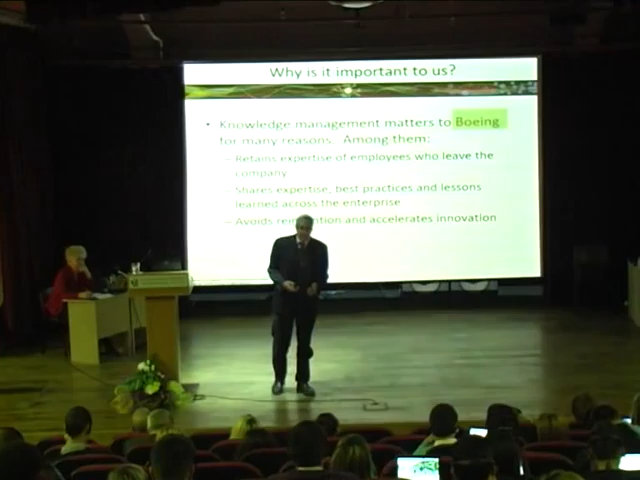 Why is it important to us?
• Knowledge management matters to Boeing
for many reasons. Among them:
– Retains expertise of employees who leave the
company
– Shares expertise, best practices and lessons
learned across the enterprise
– Avoids reinvention and accelerates innovation